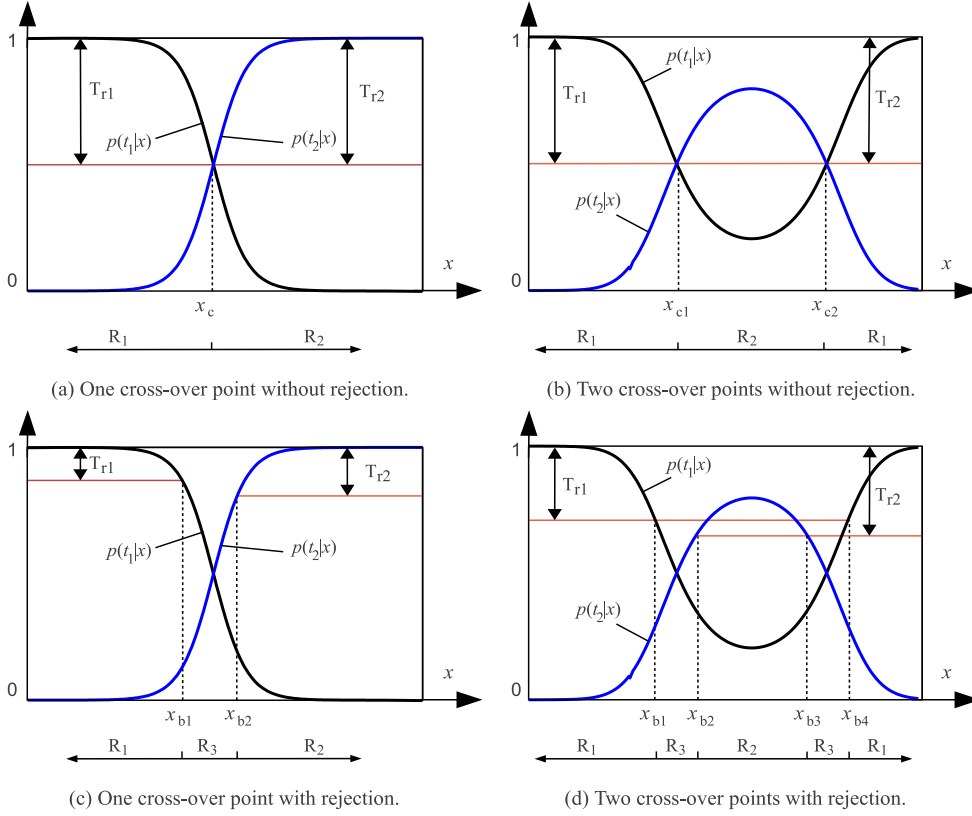 1
T_r1
T_r2
p(t_1|x)
p(t_2|x)
0
x
x_c
R_1
R_2
(a) One cross-over point without rejection.
1
p(t_1|x)
T_r1
T_r2
p(t_2|x)
0
x
x_c1
x_c2
R_1
R_2
R_1
(b) Two cross-over points without rejection.
1
T_r1
T_r2
p(t_1|x)
p(t_2|x)
0
x
x_b1
x_b2
R_1
R_3
R_2
(c) One cross-over point with rejection.
1
p(t_1|x)
T_r1
T_r2
p(t_2|x)
0
x
x_b1
x_b2
x_b3
x_b4
R_1
R_3
R_2
R_3
R_1
(d) Two cross-over points with rejection.